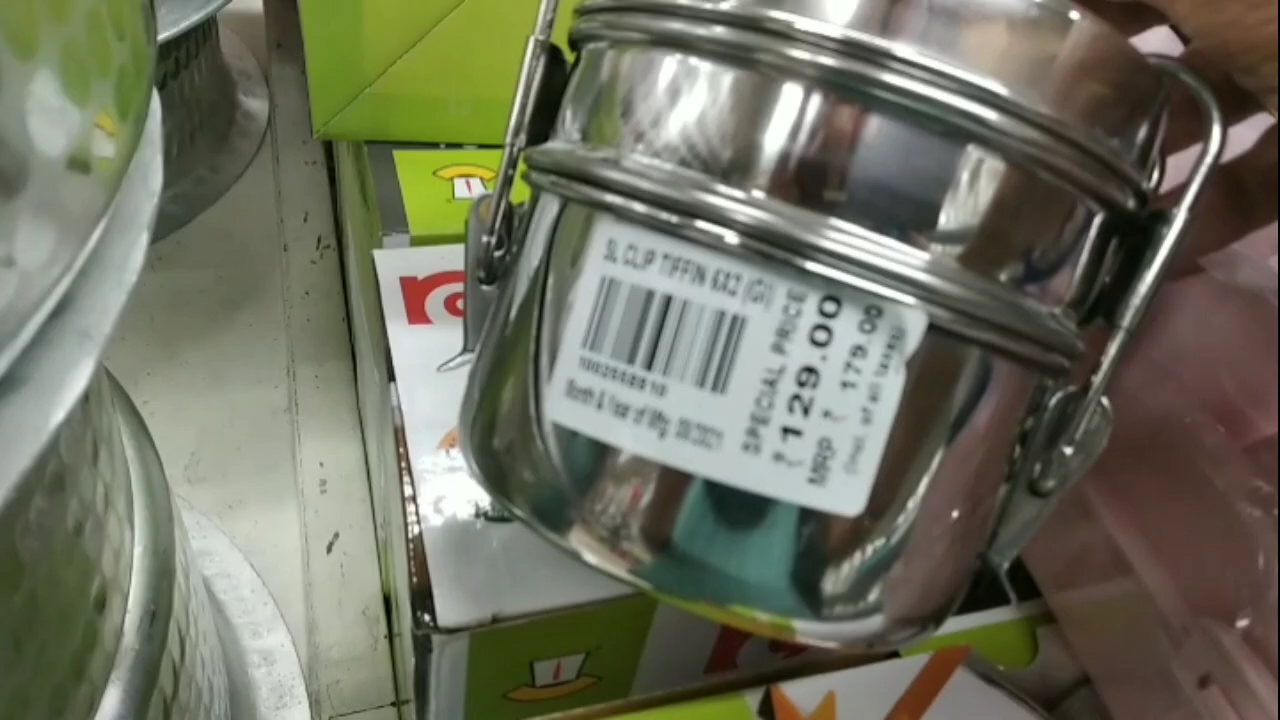 SL CLIP TIFFIN 6X2 (G)
1002558910
Month & Year of Mfg 08/2021
SPECIAL PRICE
₹129.00
MRP ₹ 179.00
(incl. of all taxes)